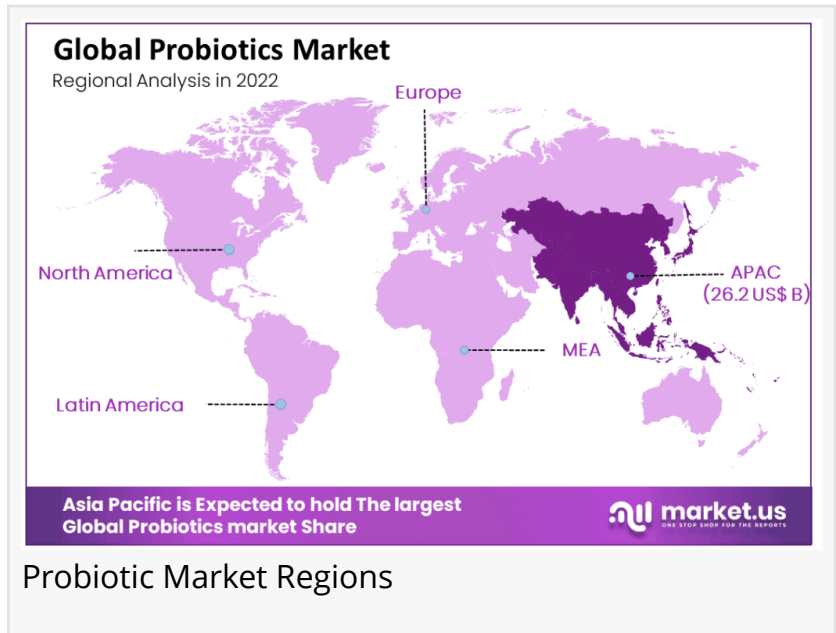 Global Probiotics Market
Regional Analysis in 2022
Europe
North America
APAC
(26.2 US$ B)
MEA
Latin America
Asia Pacific is Expected to hold The largest
Global Probiotics market Share
market.us
ONE STOP SHOP FOR THE REPORTS
Probiotic Market Regions